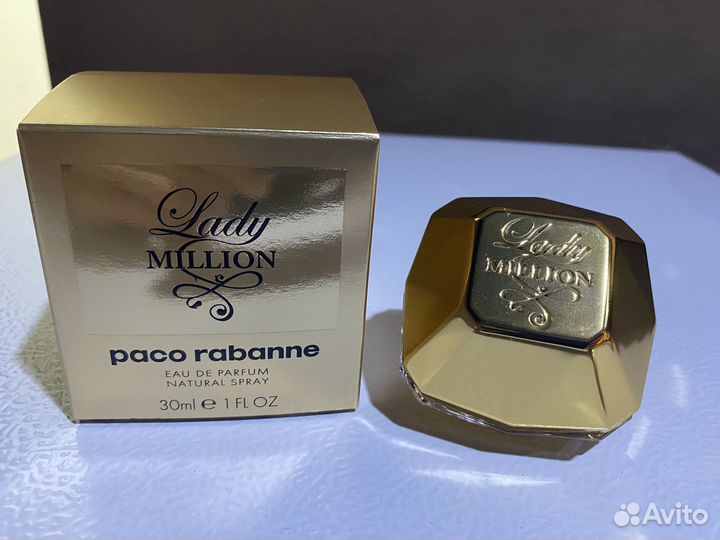 Lady
MILLION
paco rabanne
EAU DE PARFUM
NATURAL SPRAY
30ml e 1 FL OZ
Lady
MILLION
Avito